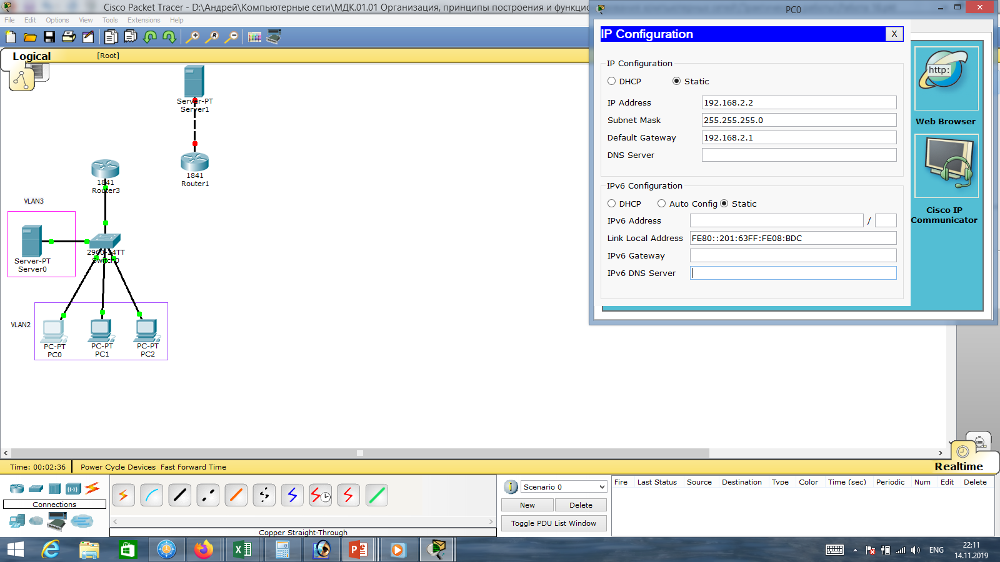 Cisco Packet Tracer - D:\Андрей\Компьютерные сети\МДК.01.01 Организация, принципы построения и функцис
File Edit Options View Tools Extensions Help
Logical
[Root]
Server-PT
Server1
1841
Router1
1841
Router3
VLAN3
Server-PT
Server0
2960-24TT
Switch0
VLAN2
PC-PT
PC0
PC-PT
PC1
PC-PT
PC2
PC0
IP Configuration
X
IP Configuration
DHCP
Static
IP Address
192.168.2.2
Subnet Mask
255.255.255.0
Default Gateway
192.168.2.1
DNS Server
IPv6 Configuration
DHCP
Auto Config
Static
IPv6 Address
/
Link Local Address
FE80::201:63FF:FE08:BDC
IPv6 Gateway
IPv6 DNS Server
http:
Web Browser
Cisco IP
Communicator
Realtime
Time: 00:02:36
Power Cycle Devices Fast Forward Time
Connections
Copper Straight-Through
Scenario 0
New
Delete
Toggle PDU List Window
Fire Last Status Source Destination Type Color Time (sec) Periodic Num Edit Delete
ENG
22:11
14.11.2019